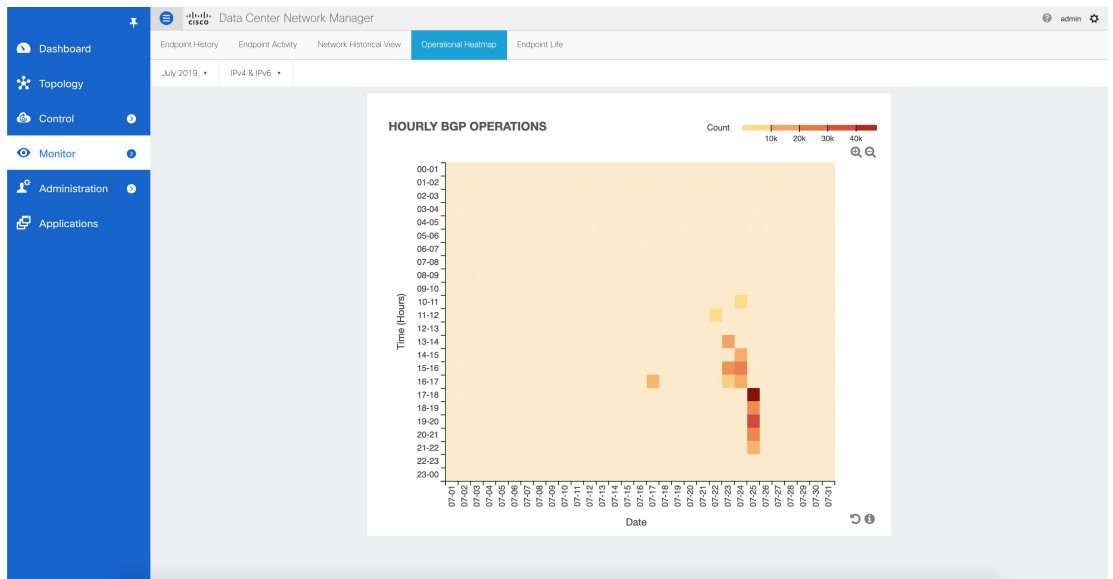 cisco Data Center Network Manager
admin
Dashboard
Topology
Control
Monitor
Administration
Applications
Endpoint History Endpoint Activity Network Historical View Operational Heatmap Endpoint Life
July 2019 IPv4 & IPv6
HOURLY BGP OPERATIONS
Count
10k 20k 30k 40k
Time (Hours)
00-01
01-02
02-03
03-04
04-05
05-06
06-07
07-08
08-09
09-10
10-11
11-12
12-13
13-14
14-15
15-16
16-17
17-18
18-19
19-20
20-21
21-22
22-23
23-00
07-01 07-02 07-03 07-04 07-05 07-06 07-07 07-08 07-09 07-10 07-11 07-12 07-13 07-14 07-15 07-16 07-17 07-18 07-19 07-20 07-21 07-22 07-23 07-24 07-25 07-26 07-27 07-28 07-29 07-30 07-31
Date